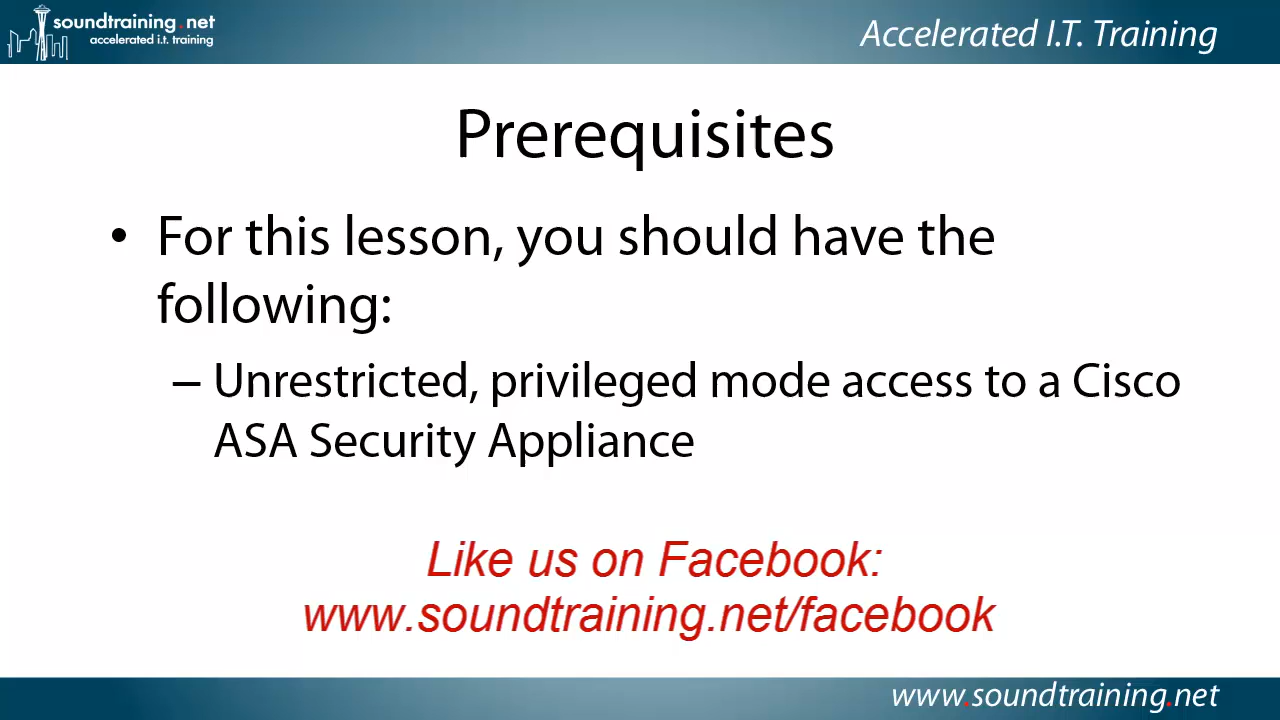 soundtraining.net
accelerated i.t. training
Accelerated I.T. Training
Prerequisites
• For this lesson, you should have the
following:
– Unrestricted, privileged mode access to a Cisco
ASA Security Appliance
Like us on Facebook:
www.soundtraining.net/facebook
www.soundtraining.net